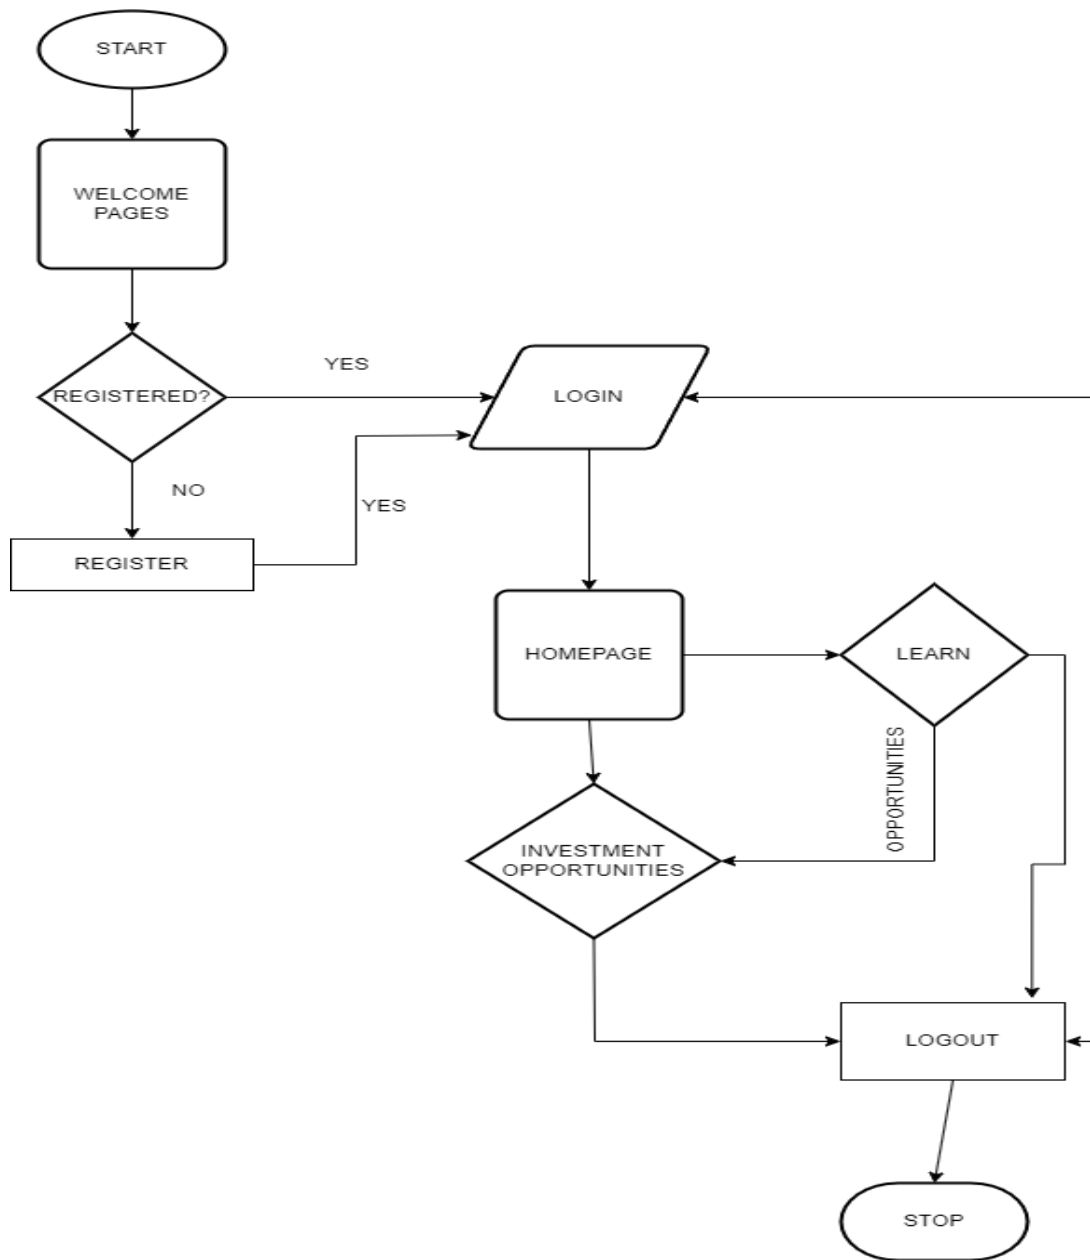 START
WELCOME
PAGES
YES
REGISTERED?
LOGIN
NO
YES
REGISTER
HOMEPAGE
LEARN
OPPORTUNITIES
INVESTMENT
OPPORTUNITIES
LOGOUT
STOP